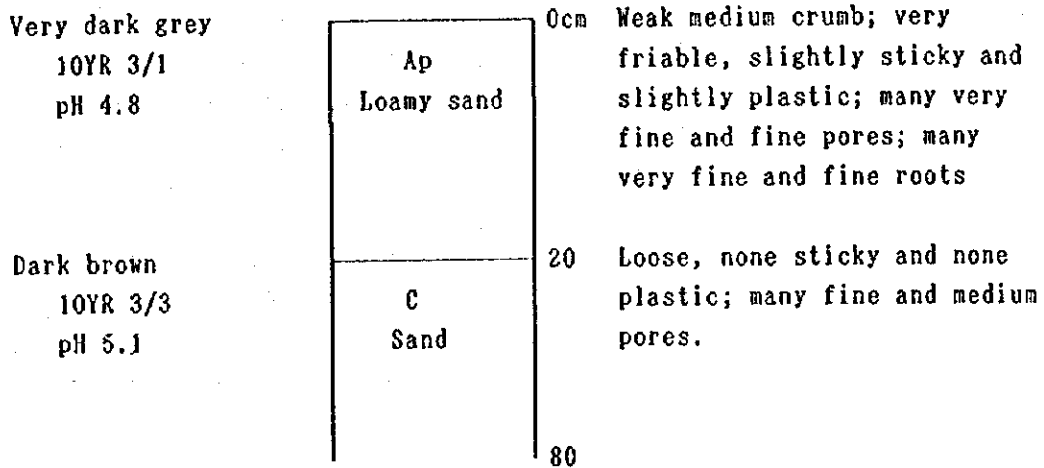 Very dark grey
10YR 3/1
pH 4.8
Ap
Loamy sand
0cm
Weak medium crumb; very
friable, slightly sticky and
slightly plastic; many very
fine and fine pores; many
very fine and fine roots
Dark brown
10YR 3/3
pH 5.1
C
Sand
20
Loose, none sticky and none
plastic; many fine and medium
pores.
80